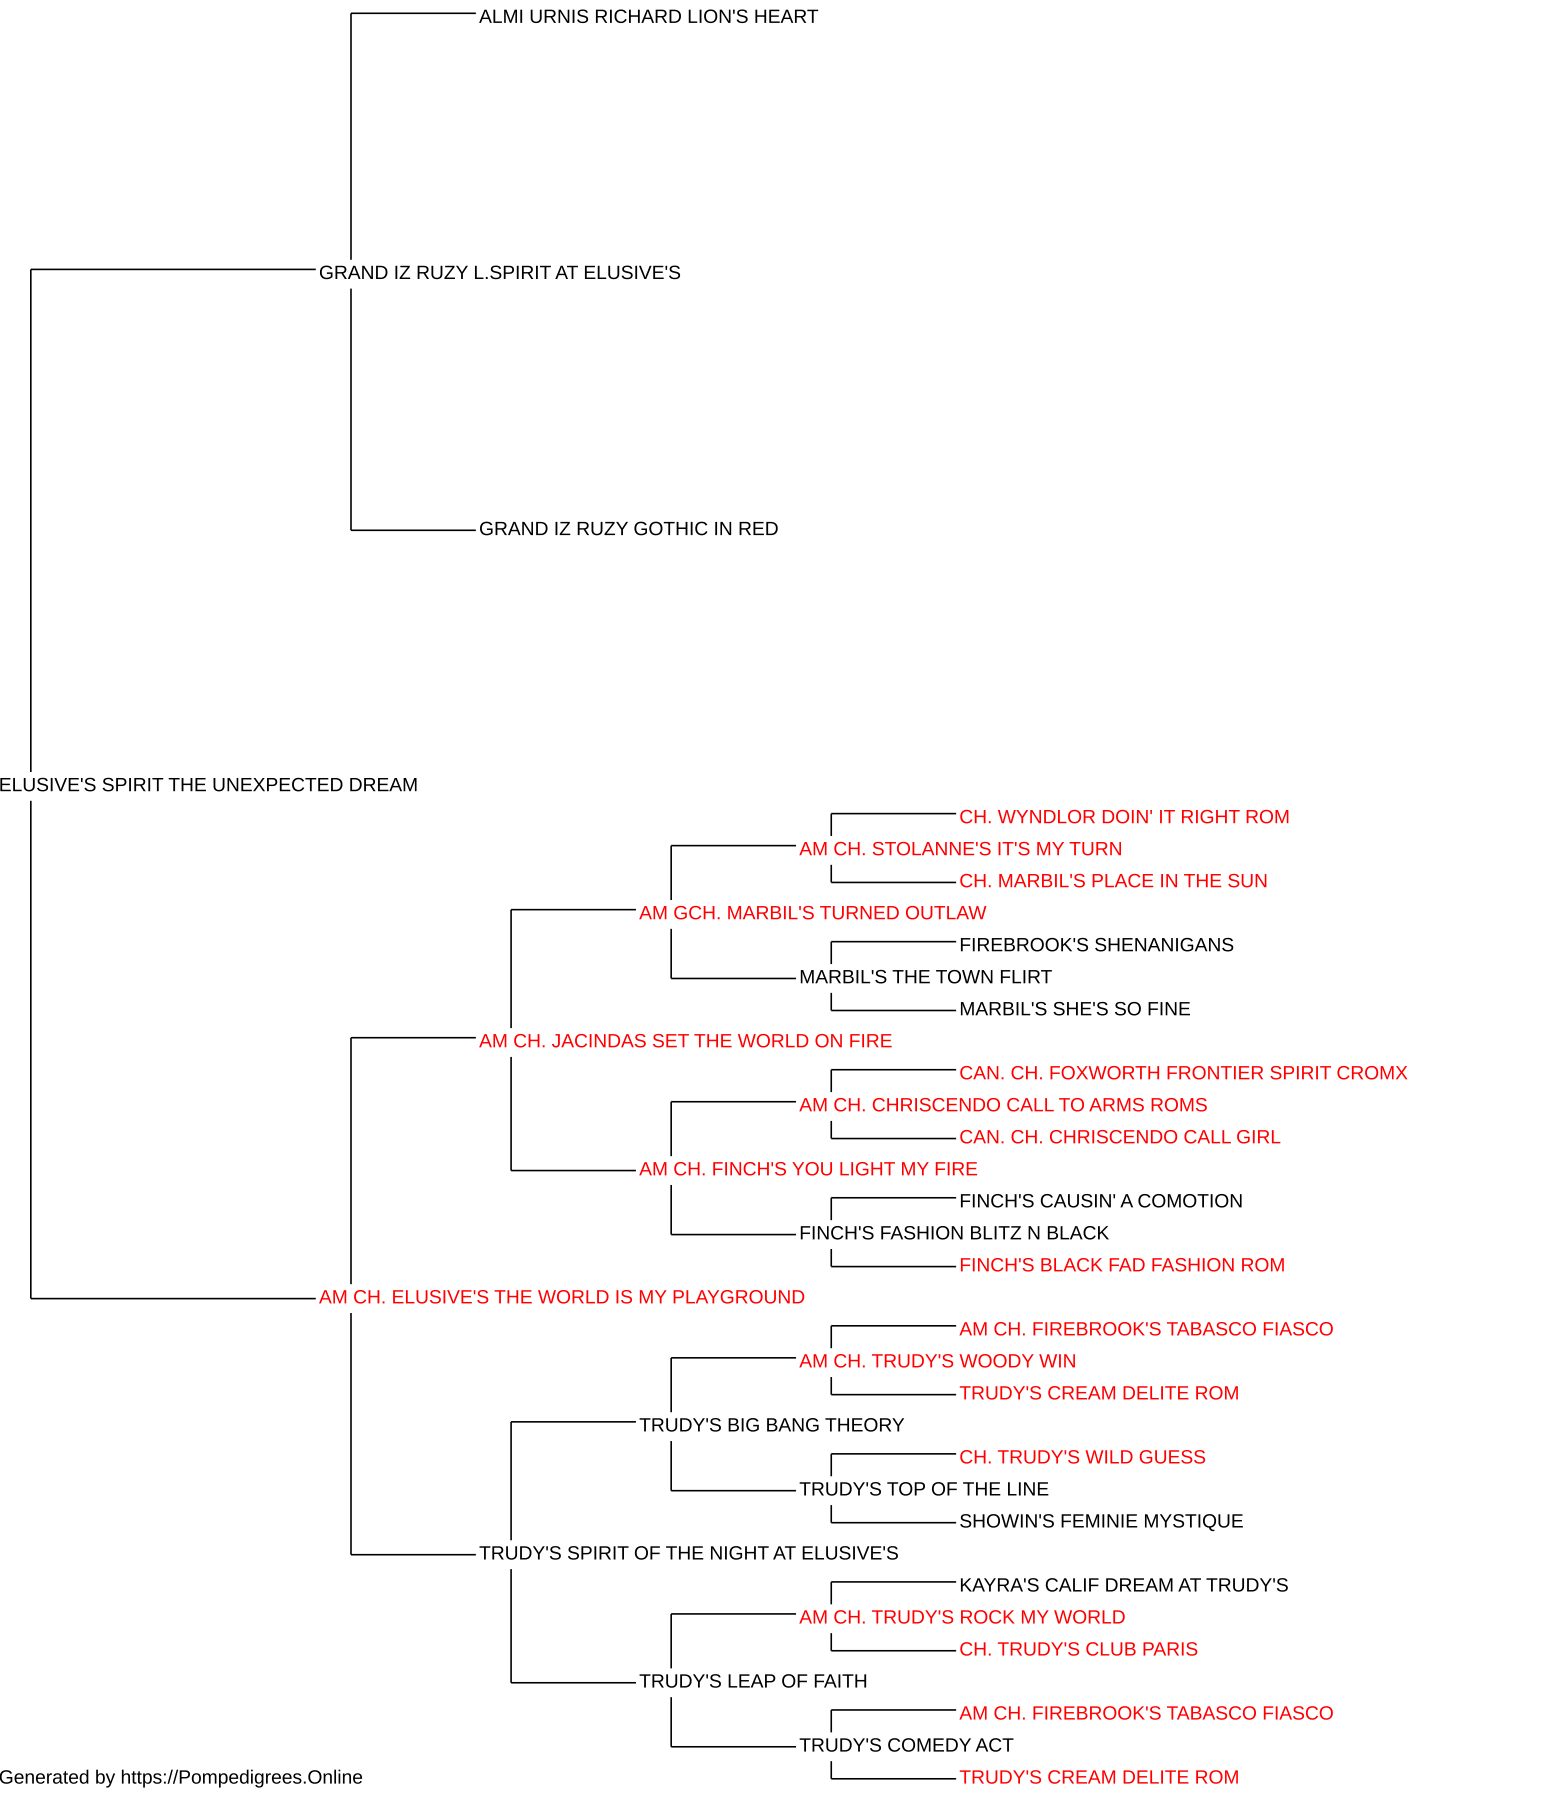 ALMI URNIS RICHARD LION'S HEART
GRAND IZ RUZY L.SPIRIT AT ELUSIVE'S
GRAND IZ RUZY GOTHIC IN RED
ELUSIVE'S SPIRIT THE UNEXPECTED DREAM
CH. WYNDLOR DOIN' IT RIGHT ROM
AM CH. STOLANNE'S IT'S MY TURN
CH. MARBIL'S PLACE IN THE SUN
AM GCH. MARBIL'S TURNED OUTLAW
FIREBROOK'S SHENANIGANS
MARBIL'S THE TOWN FLIRT
MARBIL'S SHE'S SO FINE
AM CH. JACINDAS SET THE WORLD ON FIRE
CAN. CH. FOXWORTH FRONTIER SPIRIT CROMX
AM CH. CHRISCENDO CALL TO ARMS ROMS
CAN. CH. CHRISCENDO CALL GIRL
AM CH. FINCH'S YOU LIGHT MY FIRE
FINCH'S CAUSIN' A COMOTION
FINCH'S FASHION BLITZ N BLACK
FINCH'S BLACK FAD FASHION ROM
AM CH. ELUSIVE'S THE WORLD IS MY PLAYGROUND
AM CH. FIREBROOK'S TABASCO FIASCO
AM CH. TRUDY'S WOODY WIN
TRUDY'S CREAM DELITE ROM
TRUDY'S BIG BANG THEORY
CH. TRUDY'S WILD GUESS
TRUDY'S TOP OF THE LINE
SHOWIN'S FEMINIE MYSTIQUE
TRUDY'S SPIRIT OF THE NIGHT AT ELUSIVE'S
KAYRA'S CALIF DREAM AT TRUDY'S
AM CH. TRUDY'S ROCK MY WORLD
CH. TRUDY'S CLUB PARIS
TRUDY'S LEAP OF FAITH
AM CH. FIREBROOK'S TABASCO FIASCO
TRUDY'S COMEDY ACT
TRUDY'S CREAM DELITE ROM
Generated by https://Pompedigrees.Online